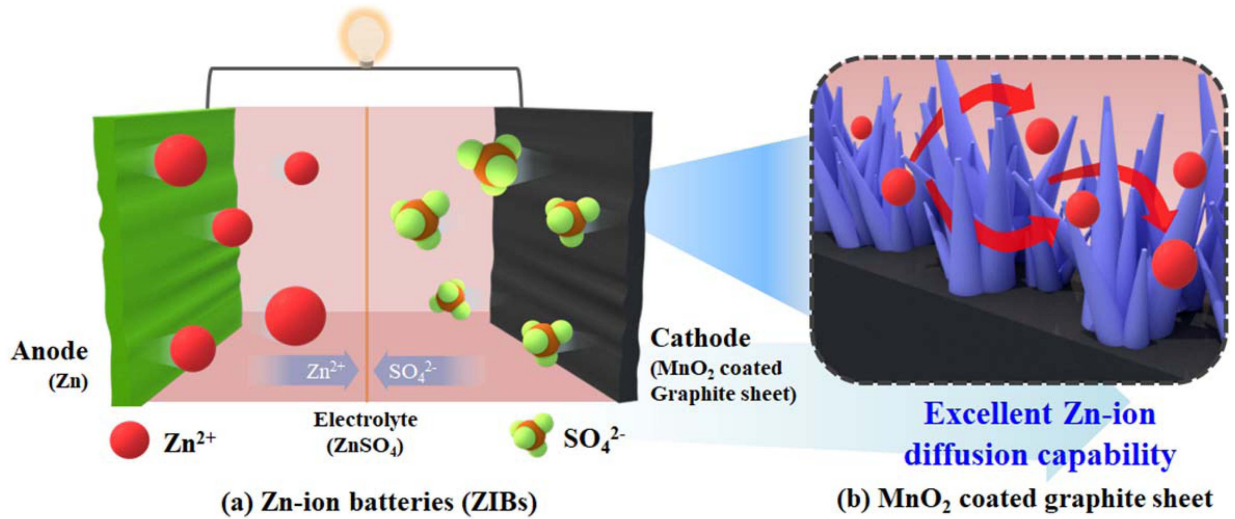 Anode
(Zn)
Zn²⁺
SO₄²⁻
Cathode
(MnO₂ coated
Graphite sheet)
Electrolyte
(ZnSO₄)
Zn²⁺
SO₄²⁻
(a) Zn-ion batteries (ZIBs)
Excellent Zn-ion
diffusion capability
(b) MnO₂ coated graphite sheet